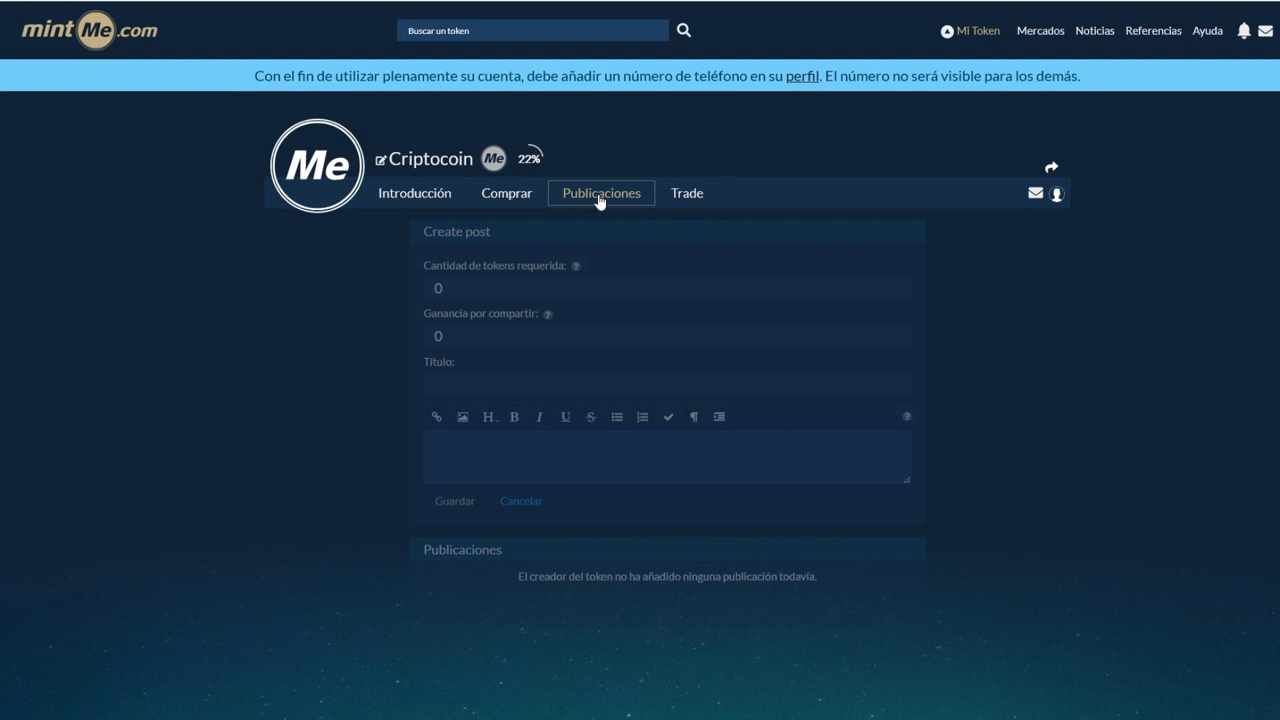 mintMe.com
Buscar un token
Mi Token Mercados Noticias Referencias Ayuda
Con el fin de utilizar plenamente su cuenta, debe añadir un número de teléfono en su perfil. El número no será visible para los demás.
Me
Criptocoin Me 22%
Introducción Comprar Publicaciones Trade
Create post
Cantidad de tokens requerida: ?
0
Ganancia por compartir: ?
0
Título:
H B I U S ?
Guardar Cancelar
Publicaciones
El creador del token no ha añadido ninguna publicación todavía.